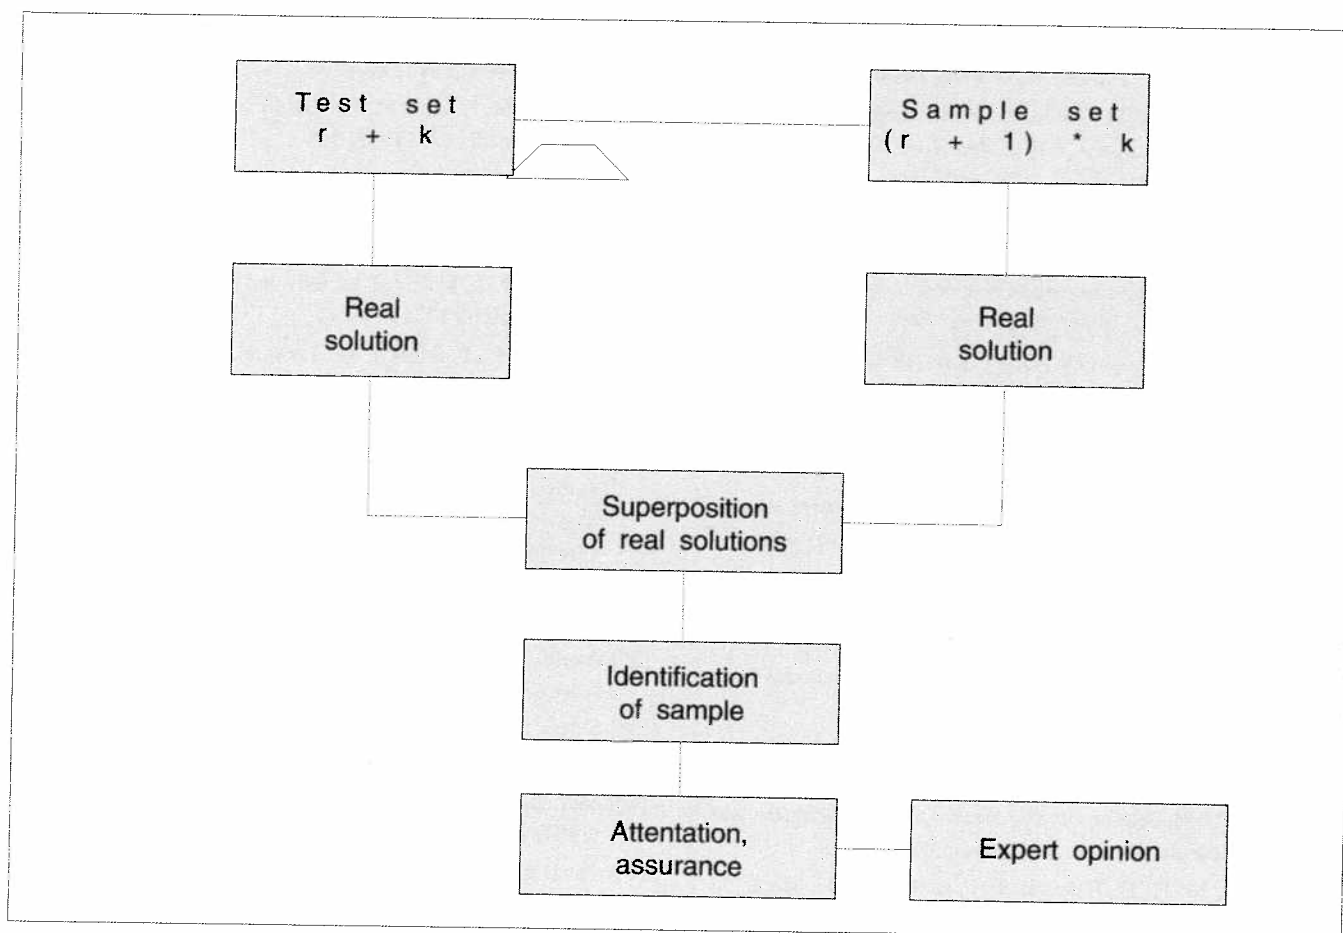 Test set
r + k
Sample set
(r + 1) * k
Real
solution
Real
solution
Superposition
of real solutions
Identification
of sample
Attentation,
assurance
Expert opinion